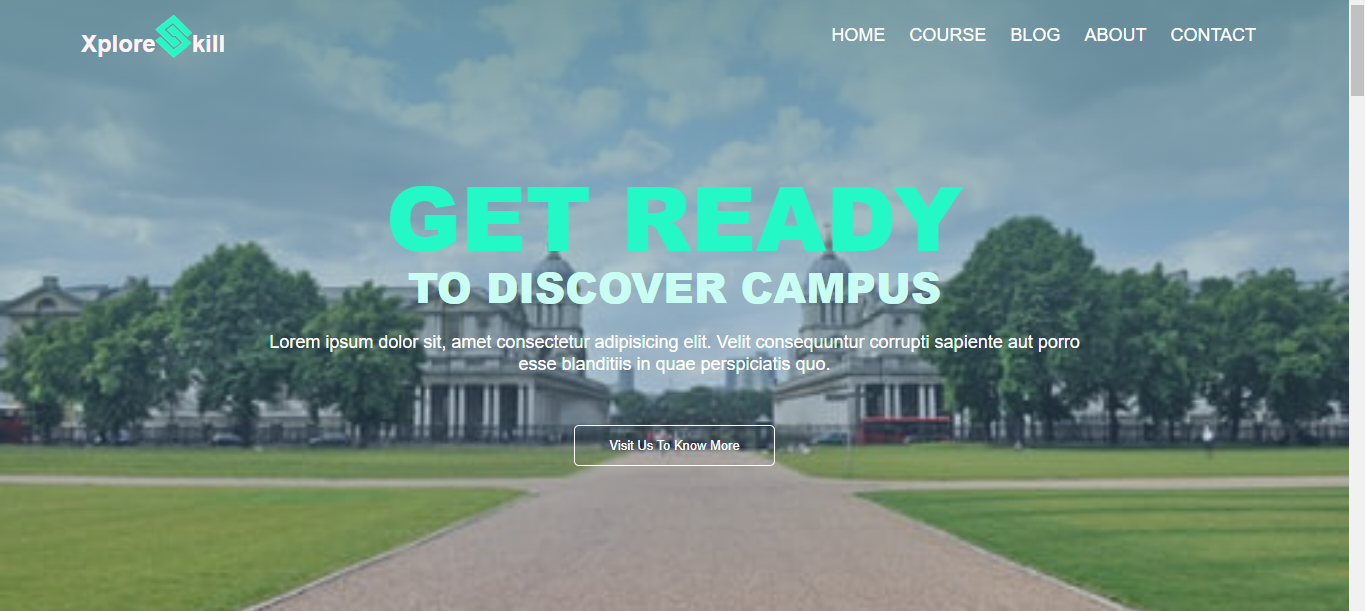 XploreSkill
HOME COURSE BLOG ABOUT CONTACT
GET READY
TO DISCOVER CAMPUS
Lorem ipsum dolor sit, amet consectetur adipisicing elit. Velit consequuntur corrupti sapiente aut porro
esse blanditiis in quae perspiciatis quo.
Visit Us To Know More